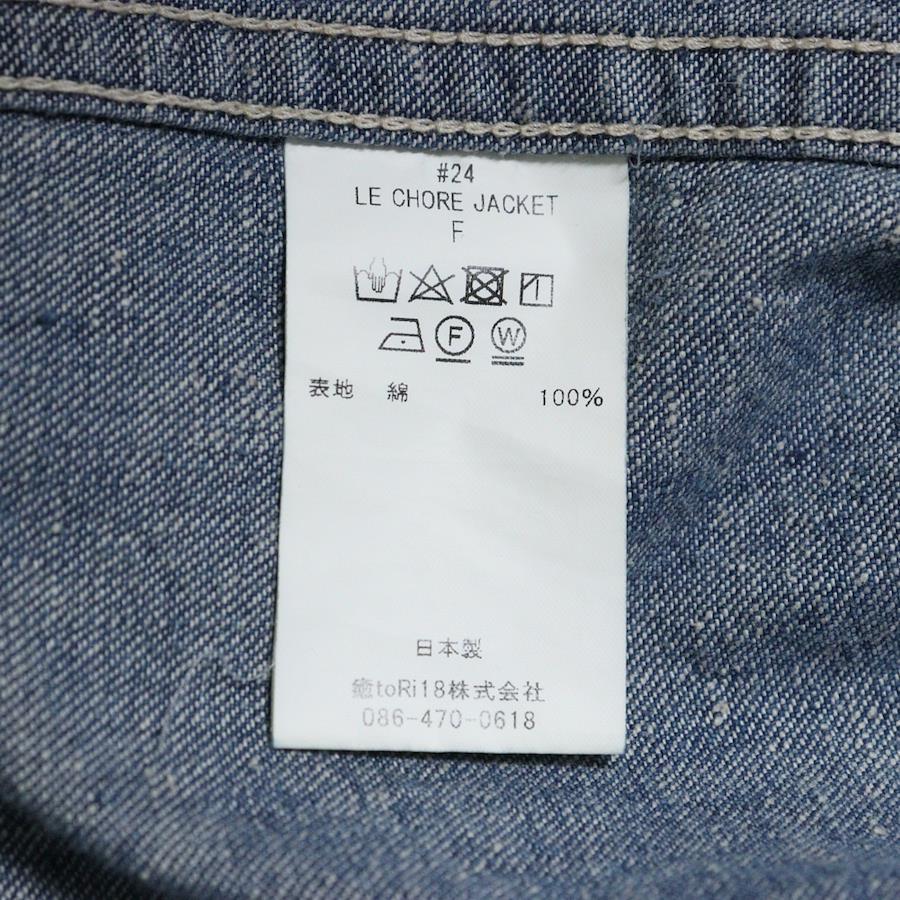 #24
LE CHORE JACKET
F
F W
表地 綿 100%
日本製
癒toRi18株式会社
086-470-0618